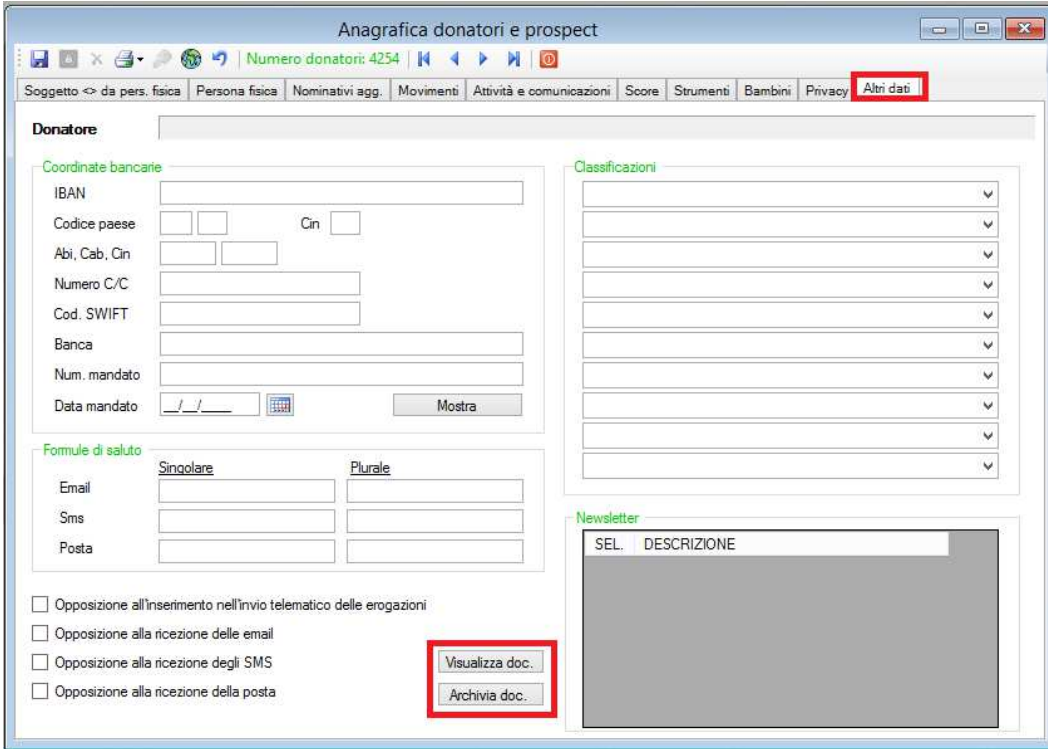 Anagrafica donatori e prospect
Numero donatori: 4254
Soggetto <> da pers. fisica Persona fisica Nominativi agg. Movimenti Attività e comunicazioni Score Strumenti Bambini Privacy Altri dati
Donatore
Coordinate bancarie
IBAN
Codice paese Cin
Abi, Cab, Cin
Numero C/C
Cod. SWIFT
Banca
Num. mandato
Data mandato __/__/____ Mostra
Formule di saluto
Singolare Plurale
Email
Sms
Posta
Opposizione all'inserimento nell'invio telematico delle erogazioni
Opposizione alla ricezione delle email
Opposizione alla ricezione degli SMS
Opposizione alla ricezione della posta
Visualizza doc.
Archivia doc.
Classificazioni
Newsletter
SEL. DESCRIZIONE